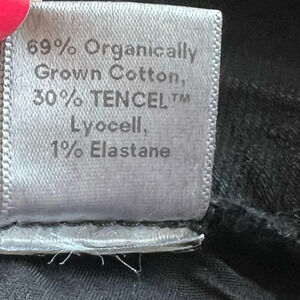 69% Organically
Grown Cotton,
30% TENCEL™
Lyocell,
1% Elastane